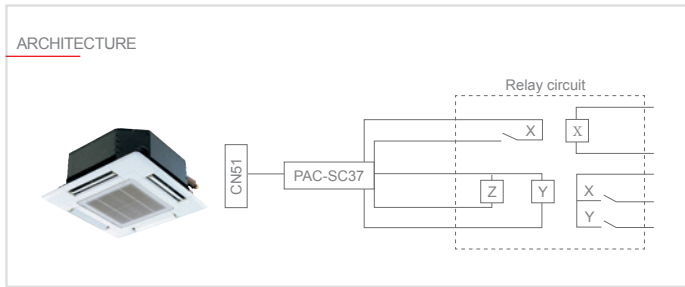 ARCHITECTURE
Relay circuit
CN51
PAC-SC37
X
X
Z
Y
X
Y